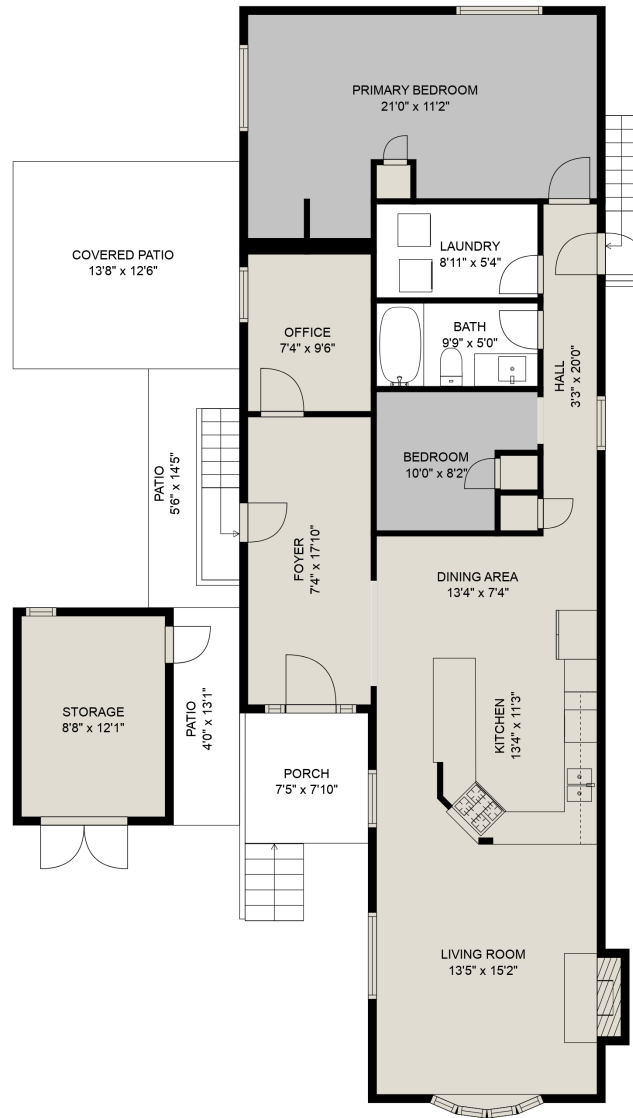 PRIMARY BEDROOM
21'0" x 11'2"
COVERED PATIO
13'8" x 12'6"
LAUNDRY
8'11" x 5'4"
OFFICE
7'4" x 9'6"
BATH
9'9" x 5'0"
HALL
3'3" x 20'0"
BEDROOM
10'0" x 8'2"
PATIO
5'6" x 14'5"
FOYER
7'4" x 17'10"
DINING AREA
13'4" x 7'4"
STORAGE
8'8" x 12'1"
PATIO
4'0" x 13'1"
KITCHEN
13'4" x 11'3"
PORCH
7'5" x 7'10"
LIVING ROOM
13'5" x 15'2"